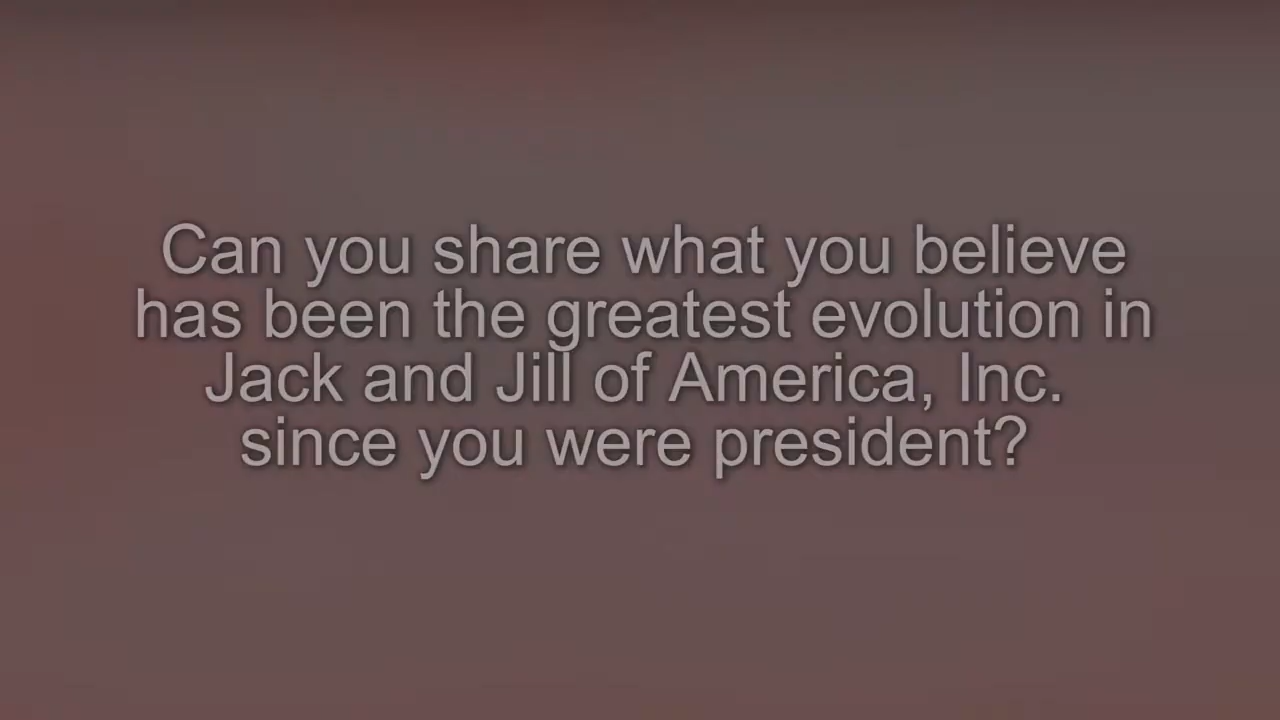 Can you share what you believe
has been the greatest evolution in
Jack and Jill of America, Inc.
since you were president?